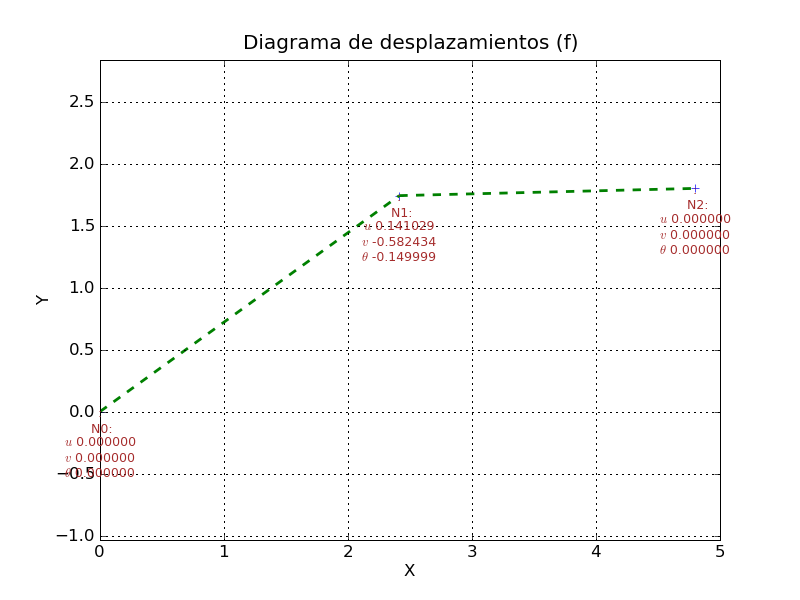 Diagrama de desplazamientos (f)
2.5
2.0
1.5
1.0
0.5
0.0
−0.5
−1.0
Y
N1:
u 0.141029
v -0.582434
θ -0.149999
N2:
u 0.000000
v 0.000000
θ 0.000000
N0:
u 0.000000
v 0.000000
θ 0.000000
0 1 2 3 4 5
X